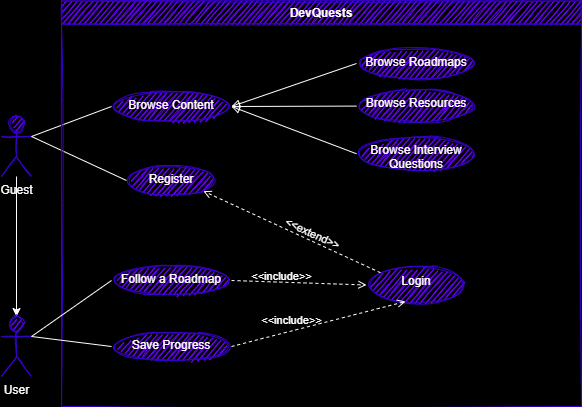 DevQuests
Browse Roadmaps
Browse Content
Browse Resources
Browse Interview
Questions
Guest
Register
<<extend>>
Follow a Roadmap
<<include>>
Login
<<include>>
Save Progress
User